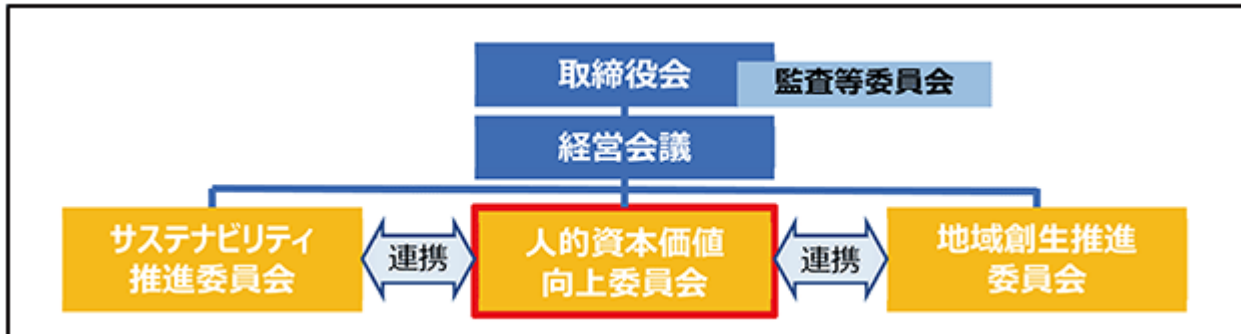 取締役会
監査等委員会
経営会議
サステナビリティ
推進委員会
連携
人的資本価値
向上委員会
連携
地域創生推進
委員会